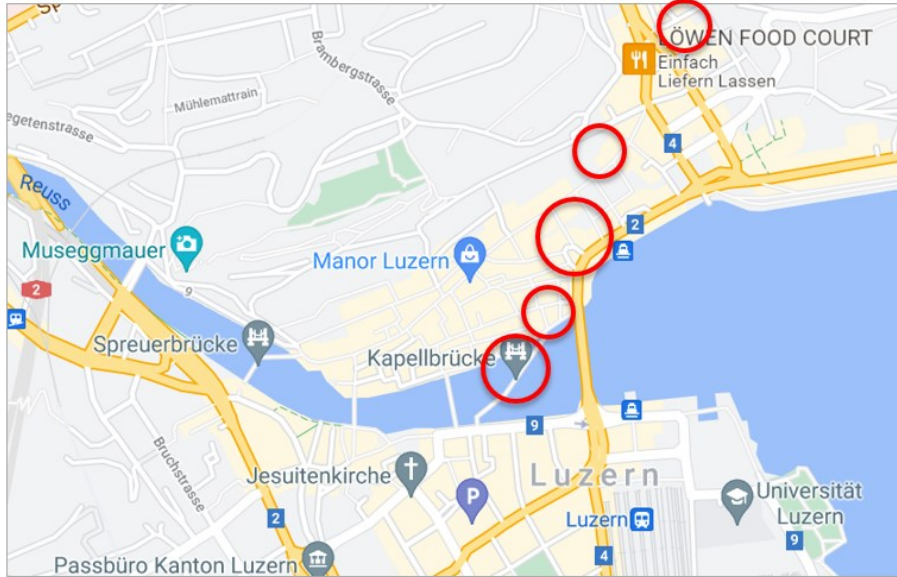 Sp
LÖWEN FOOD COURT
Einfach
Liefern Lassen
Brambergstrasse
Mühlemattrain
egetenstrasse
4
Reuss
2
Museggmauer
Manor Luzern
2
9
Spreuerbrücke
Kapellbrücke
9
Bruchstrasse
Jesuitenkirche
Luzern
P
Universität
Luzern
2
Luzern
9
4
Passbüro Kanton Luzern